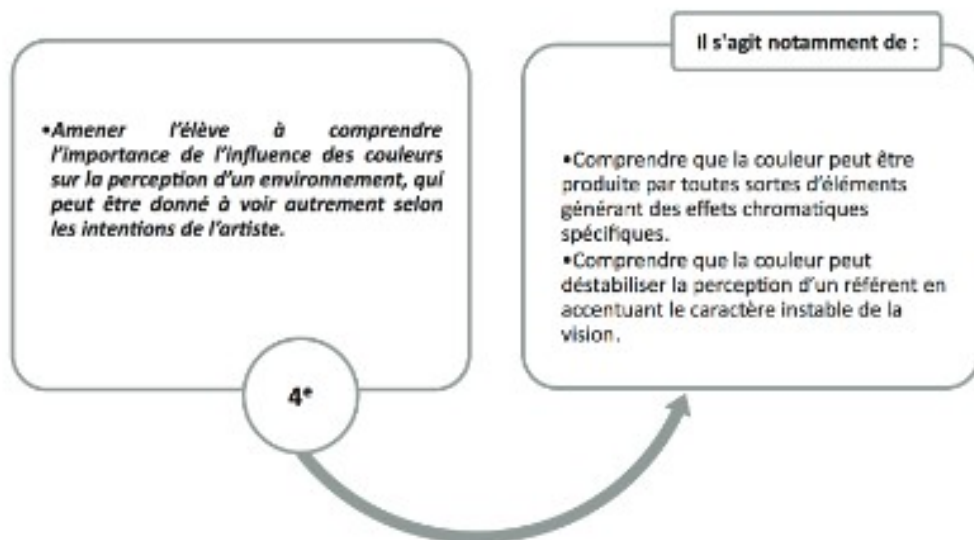 •Amener l'élève à comprendre
l'importance de l'influence des couleurs
sur la perception d'un environnement, qui
peut être donné à voir autrement selon
les intentions de l'artiste.
4e
Il s'agit notamment de :
•Comprendre que la couleur peut être
produite par toutes sortes d'éléments
générant des effets chromatiques
spécifiques.
•Comprendre que la couleur peut
déstabiliser la perception d'un référent en
accentuant le caractère instable de la
vision.